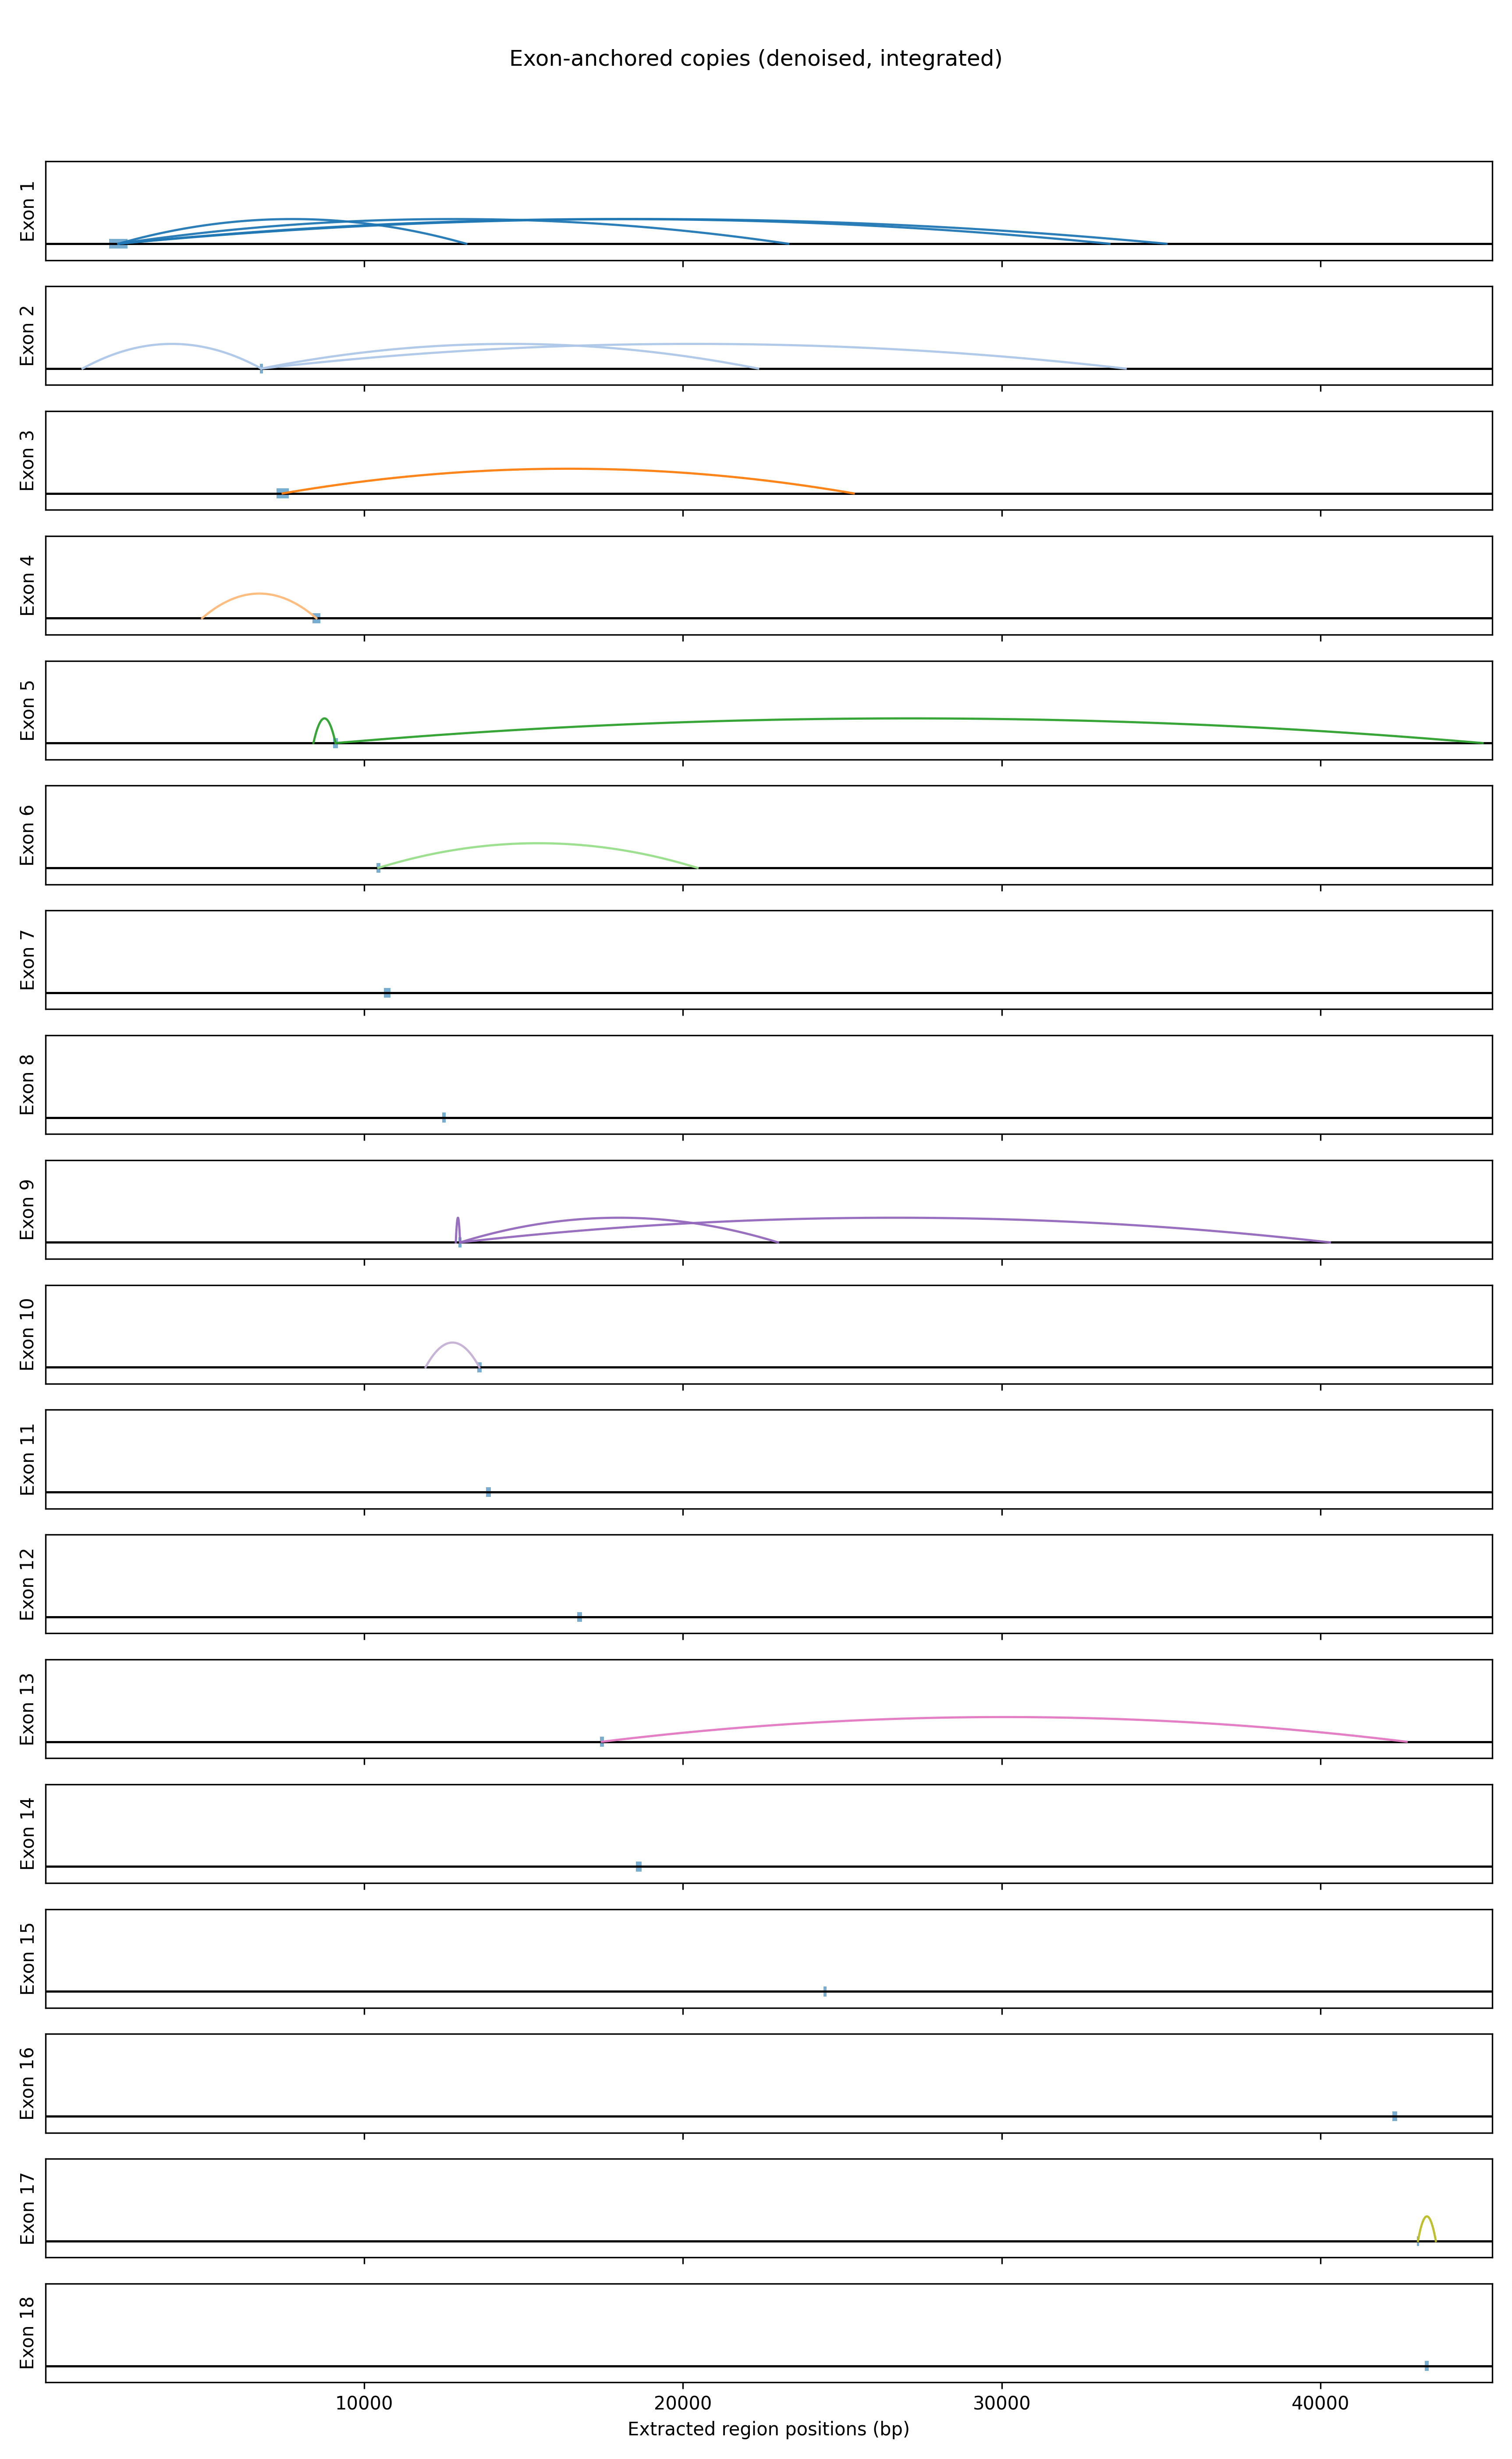 Exon-anchored copies (denoised, integrated)
Exon 1
Exon 2
Exon 3
Exon 4
Exon 5
Exon 6
Exon 7
Exon 8
Exon 9
Exon 10
Exon 11
Exon 12
Exon 13
Exon 14
Exon 15
Exon 16
Exon 17
Exon 18
10000 20000 30000 40000
Extracted region positions (bp)